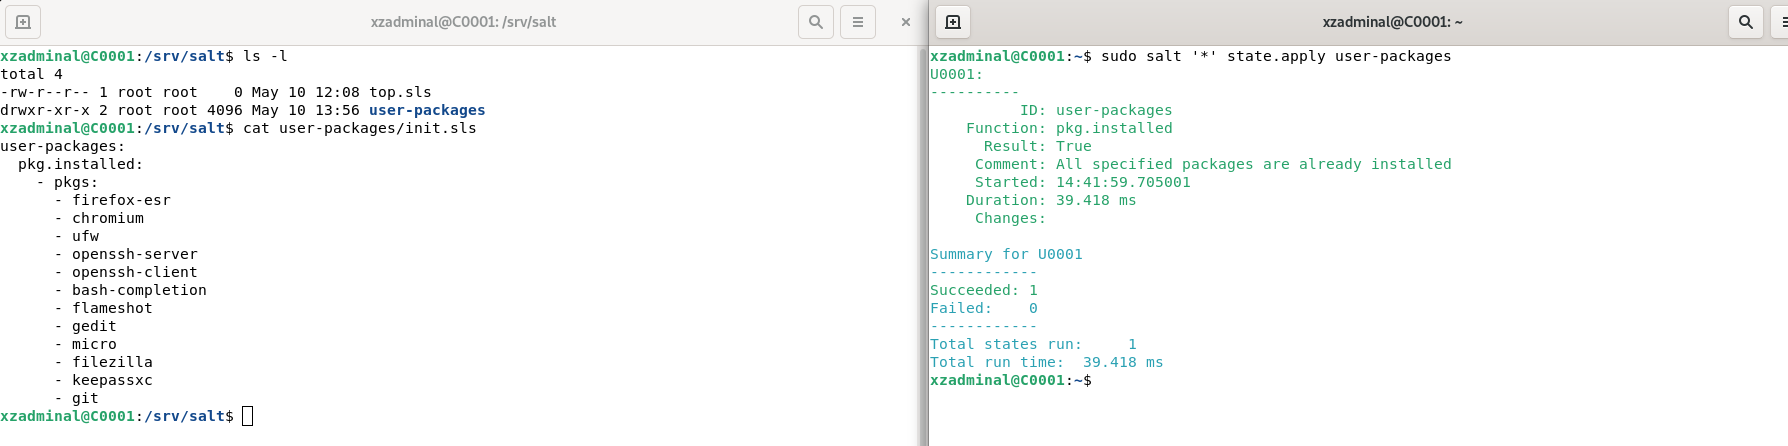 xzadminal@C0001: /srv/salt
xzadminal@C0001:/srv/salt$ ls -l
total 4
-rw-r--r-- 1 root root    0 May 10 12:08 top.sls
drwxr-xr-x 2 root root 4096 May 10 13:56 user-packages
xzadminal@C0001:/srv/salt$ cat user-packages/init.sls
user-packages:
  pkg.installed:
    - pkgs:
      - firefox-esr
      - chromium
      - ufw
      - openssh-server
      - openssh-client
      - bash-completion
      - flameshot
      - gedit
      - micro
      - filezilla
      - keepassxc
      - git
xzadminal@C0001:/srv/salt$
xzadminal@C0001: ~
xzadminal@C0001:~$ sudo salt '*' state.apply user-packages
U0001:
----------
          ID: user-packages
    Function: pkg.installed
      Result: True
     Comment: All specified packages are already installed
     Started: 14:41:59.705001
    Duration: 39.418 ms
     Changes:
Summary for U0001
------------
Succeeded: 1
Failed:    0
------------
Total states run:     1
Total run time:  39.418 ms
xzadminal@C0001:~$